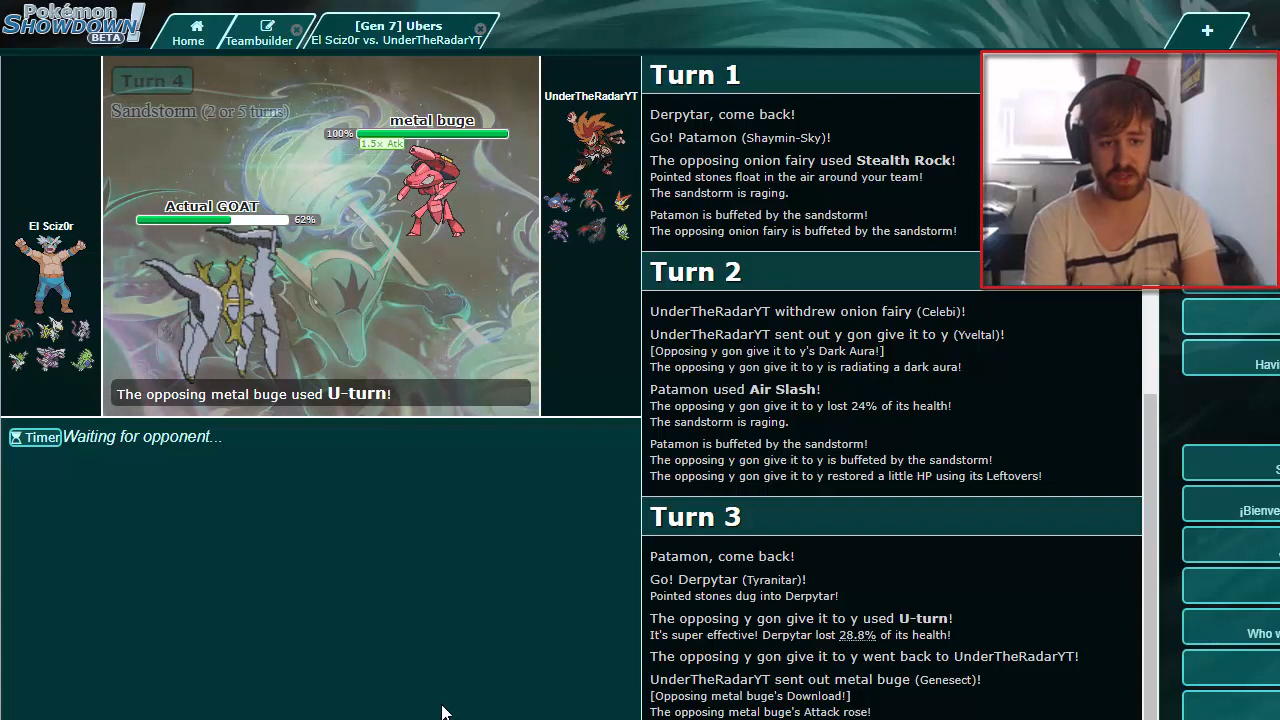 Pokémon
SHOWDOWN!
BETA
Home
Teambuilder
[Gen 7] Ubers
El Sciz0r vs. UnderTheRadarYT
+
El Sciz0r
Turn 4
Sandstorm (2 or 5 turns)
metal buge
100%
1.5x Atk
Actual GOAT
62%
The opposing metal buge used U-turn!
UnderTheRadarYT
Timer Waiting for opponent...
Turn 1
Derpytar, come back!
Go! Patamon (Shaymin-Sky)!
The opposing onion fairy used Stealth Rock!
Pointed stones float in the air around your team!
The sandstorm is raging.
Patamon is buffeted by the sandstorm!
The opposing onion fairy is buffeted by the sandstorm!
Turn 2
UnderTheRadarYT withdrew onion fairy (Celebi)!
UnderTheRadarYT sent out y gon give it to y (Yveltal)!
[Opposing y gon give it to y's Dark Aura!]
The opposing y gon give it to y is radiating a dark aura!
Patamon used Air Slash!
The opposing y gon give it to y lost 24% of its health!
The sandstorm is raging.
Patamon is buffeted by the sandstorm!
The opposing y gon give it to y is buffeted by the sandstorm!
The opposing y gon give it to y restored a little HP using its Leftovers!
Turn 3
Patamon, come back!
Go! Derpytar (Tyranitar)!
Pointed stones dug into Derpytar!
The opposing y gon give it to y used U-turn!
It's super effective! Derpytar lost 28.8% of its health!
The opposing y gon give it to y went back to UnderTheRadarYT!
UnderTheRadarYT sent out metal buge (Genesect)!
[Opposing metal buge's Download!]
The opposing metal buge's Attack rose!
Havi
S
¡Bienve
Who w